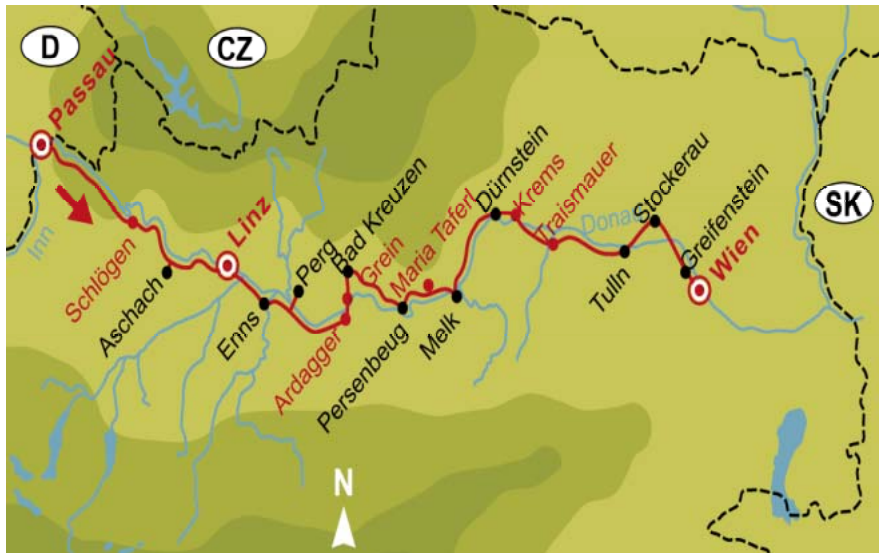 D
CZ
Passau
Inn
Schlögen
Aschach
Linz
Enns
Perg
Bad Kreuzen
Grein
Ardagger
Maria Taferl
Persenbeug
Melk
Dürnstein
Krems
Traismauer
Donau
Tulln
Stockerau
Greifenstein
Wien
SK
N